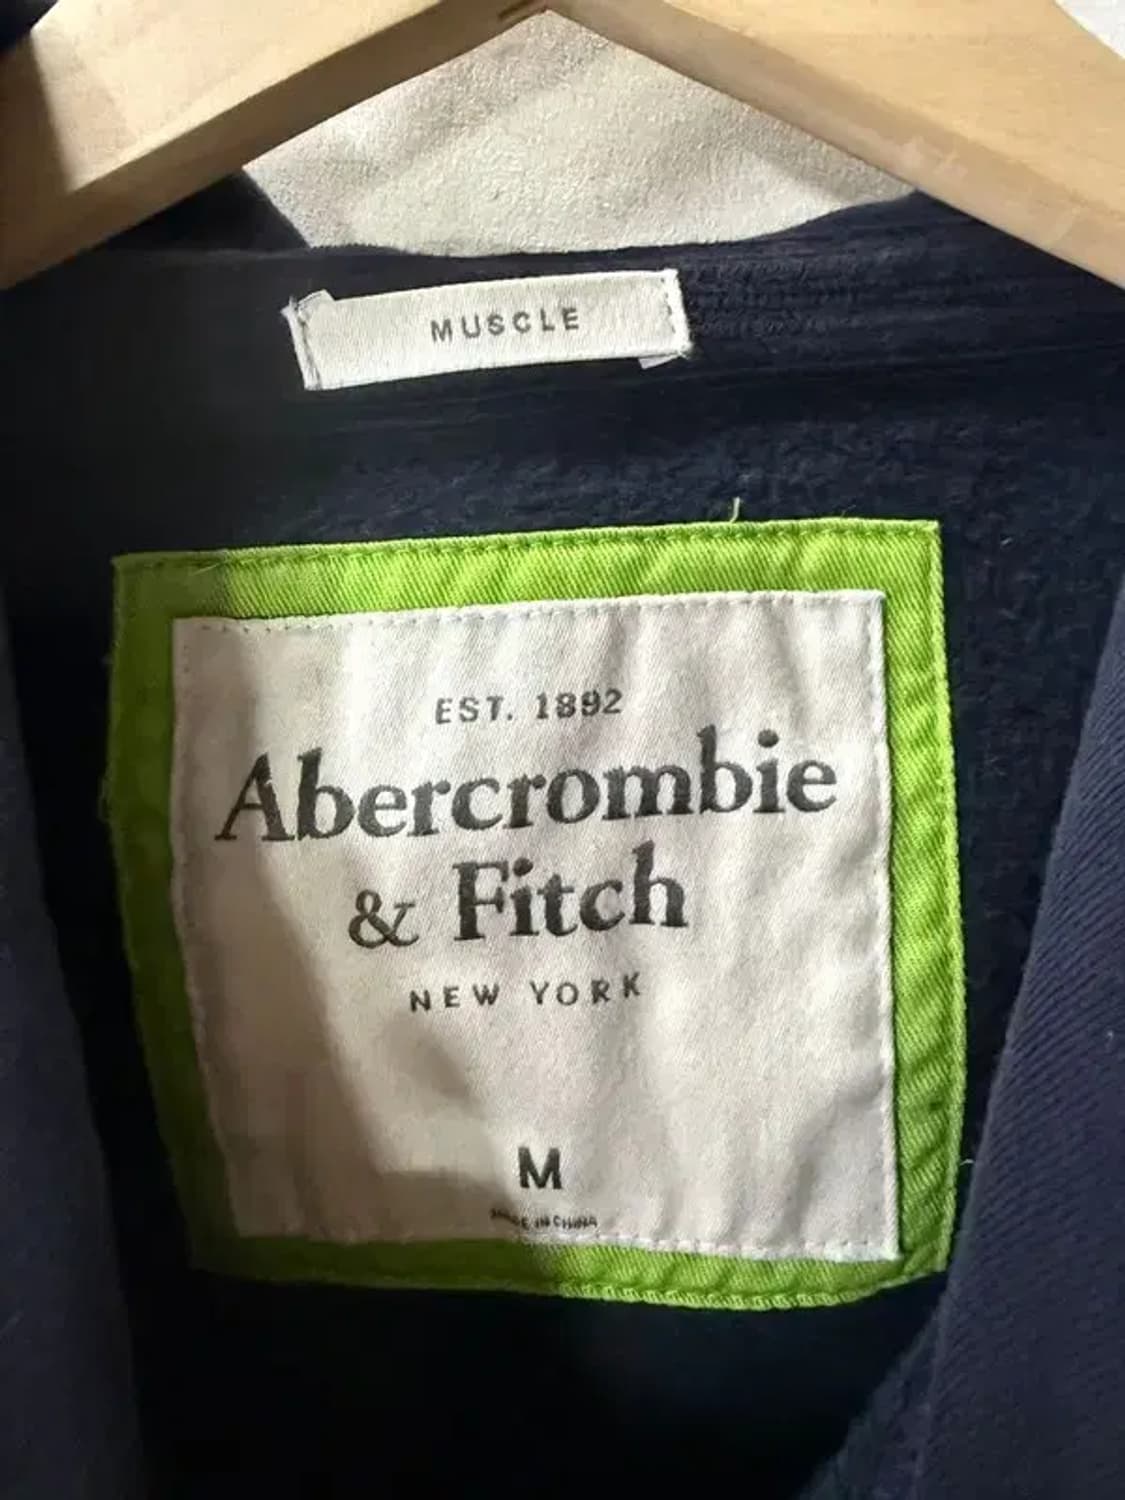 MUSCLE
EST. 1892
Abercrombie
& Fitch
NEW YORK
M
MADE IN CHINA